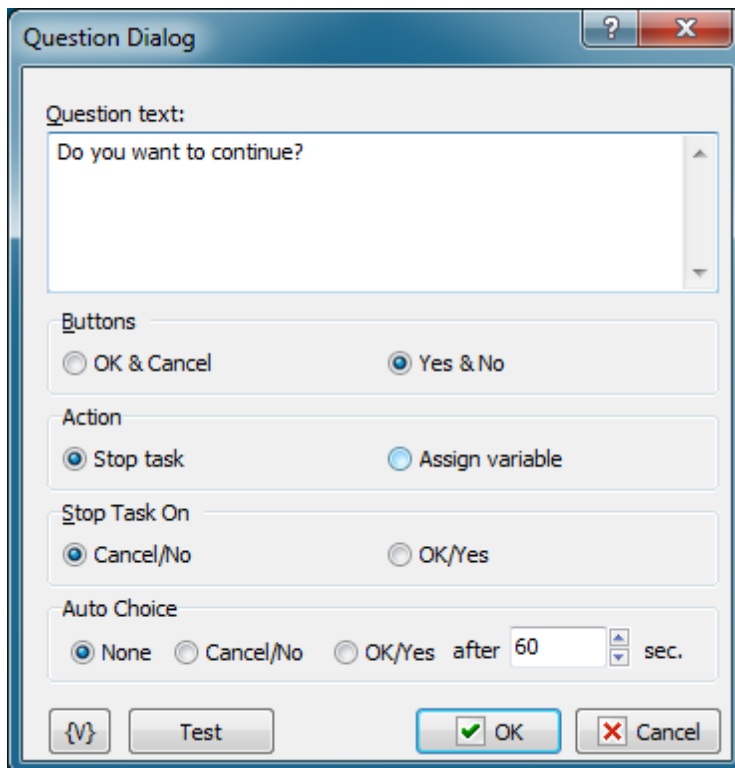 Question Dialog
?
Question text:
Do you want to continue?
Buttons
OK & Cancel Yes & No
Action
Stop task Assign variable
Stop Task On
Cancel/No OK/Yes
Auto Choice
None Cancel/No OK/Yes after 60 sec.
{V} Test OK Cancel